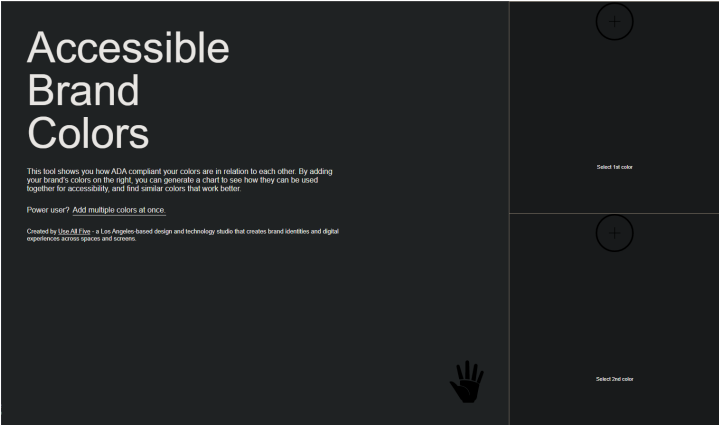 Accessible
Brand
Colors
This tool shows you how ADA compliant your colors are in relation to each other. By adding
your brand's colors on the right, you can generate a chart to see how they can be used
together for accessibility, and find similar colors that work better.
Power user? Add multiple colors at once.
Created by Use All Five - a Los Angeles-based design and technology studio that creates brand identities and digital
experiences across spaces and screens.
Select 1st color
Select 2nd color